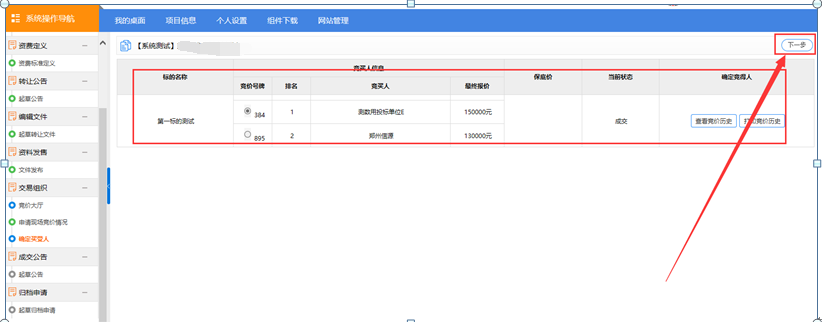 系统操作导航
我的桌面 项目信息 个人设置 组件下载 网站管理
资费定义
资费标准定义
转让公告
起草公告
编辑文件
起草转让文件
资料发售
文件发布
交易组织
竞价大厅
申请现场竞价情况
确定买受人
成交公告
起草公告
归档申请
起草归档申请
【系统测试】
下一步
标的名称 竞买人信息 保底价 当前状态 确定竞得人
竞价号牌 排名 竞买人 最终报价
第一标的测试 384 1 测数用投标单位E 150000元 成交 查看竞价历史 打印竞价历史
895 2 郑州信源 130000元